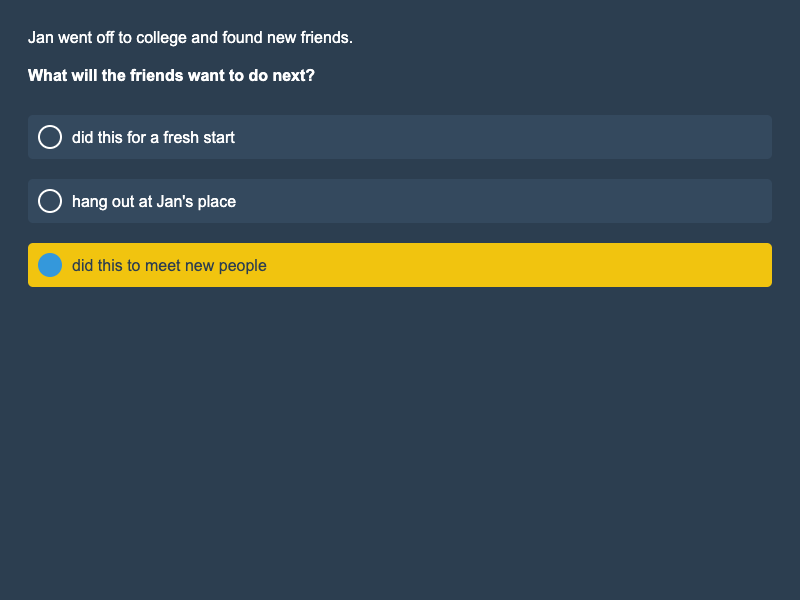 Jan went off to college and found new friends.
What will the friends want to do next?
did this for a fresh start
hang out at Jan's place
did this to meet new people